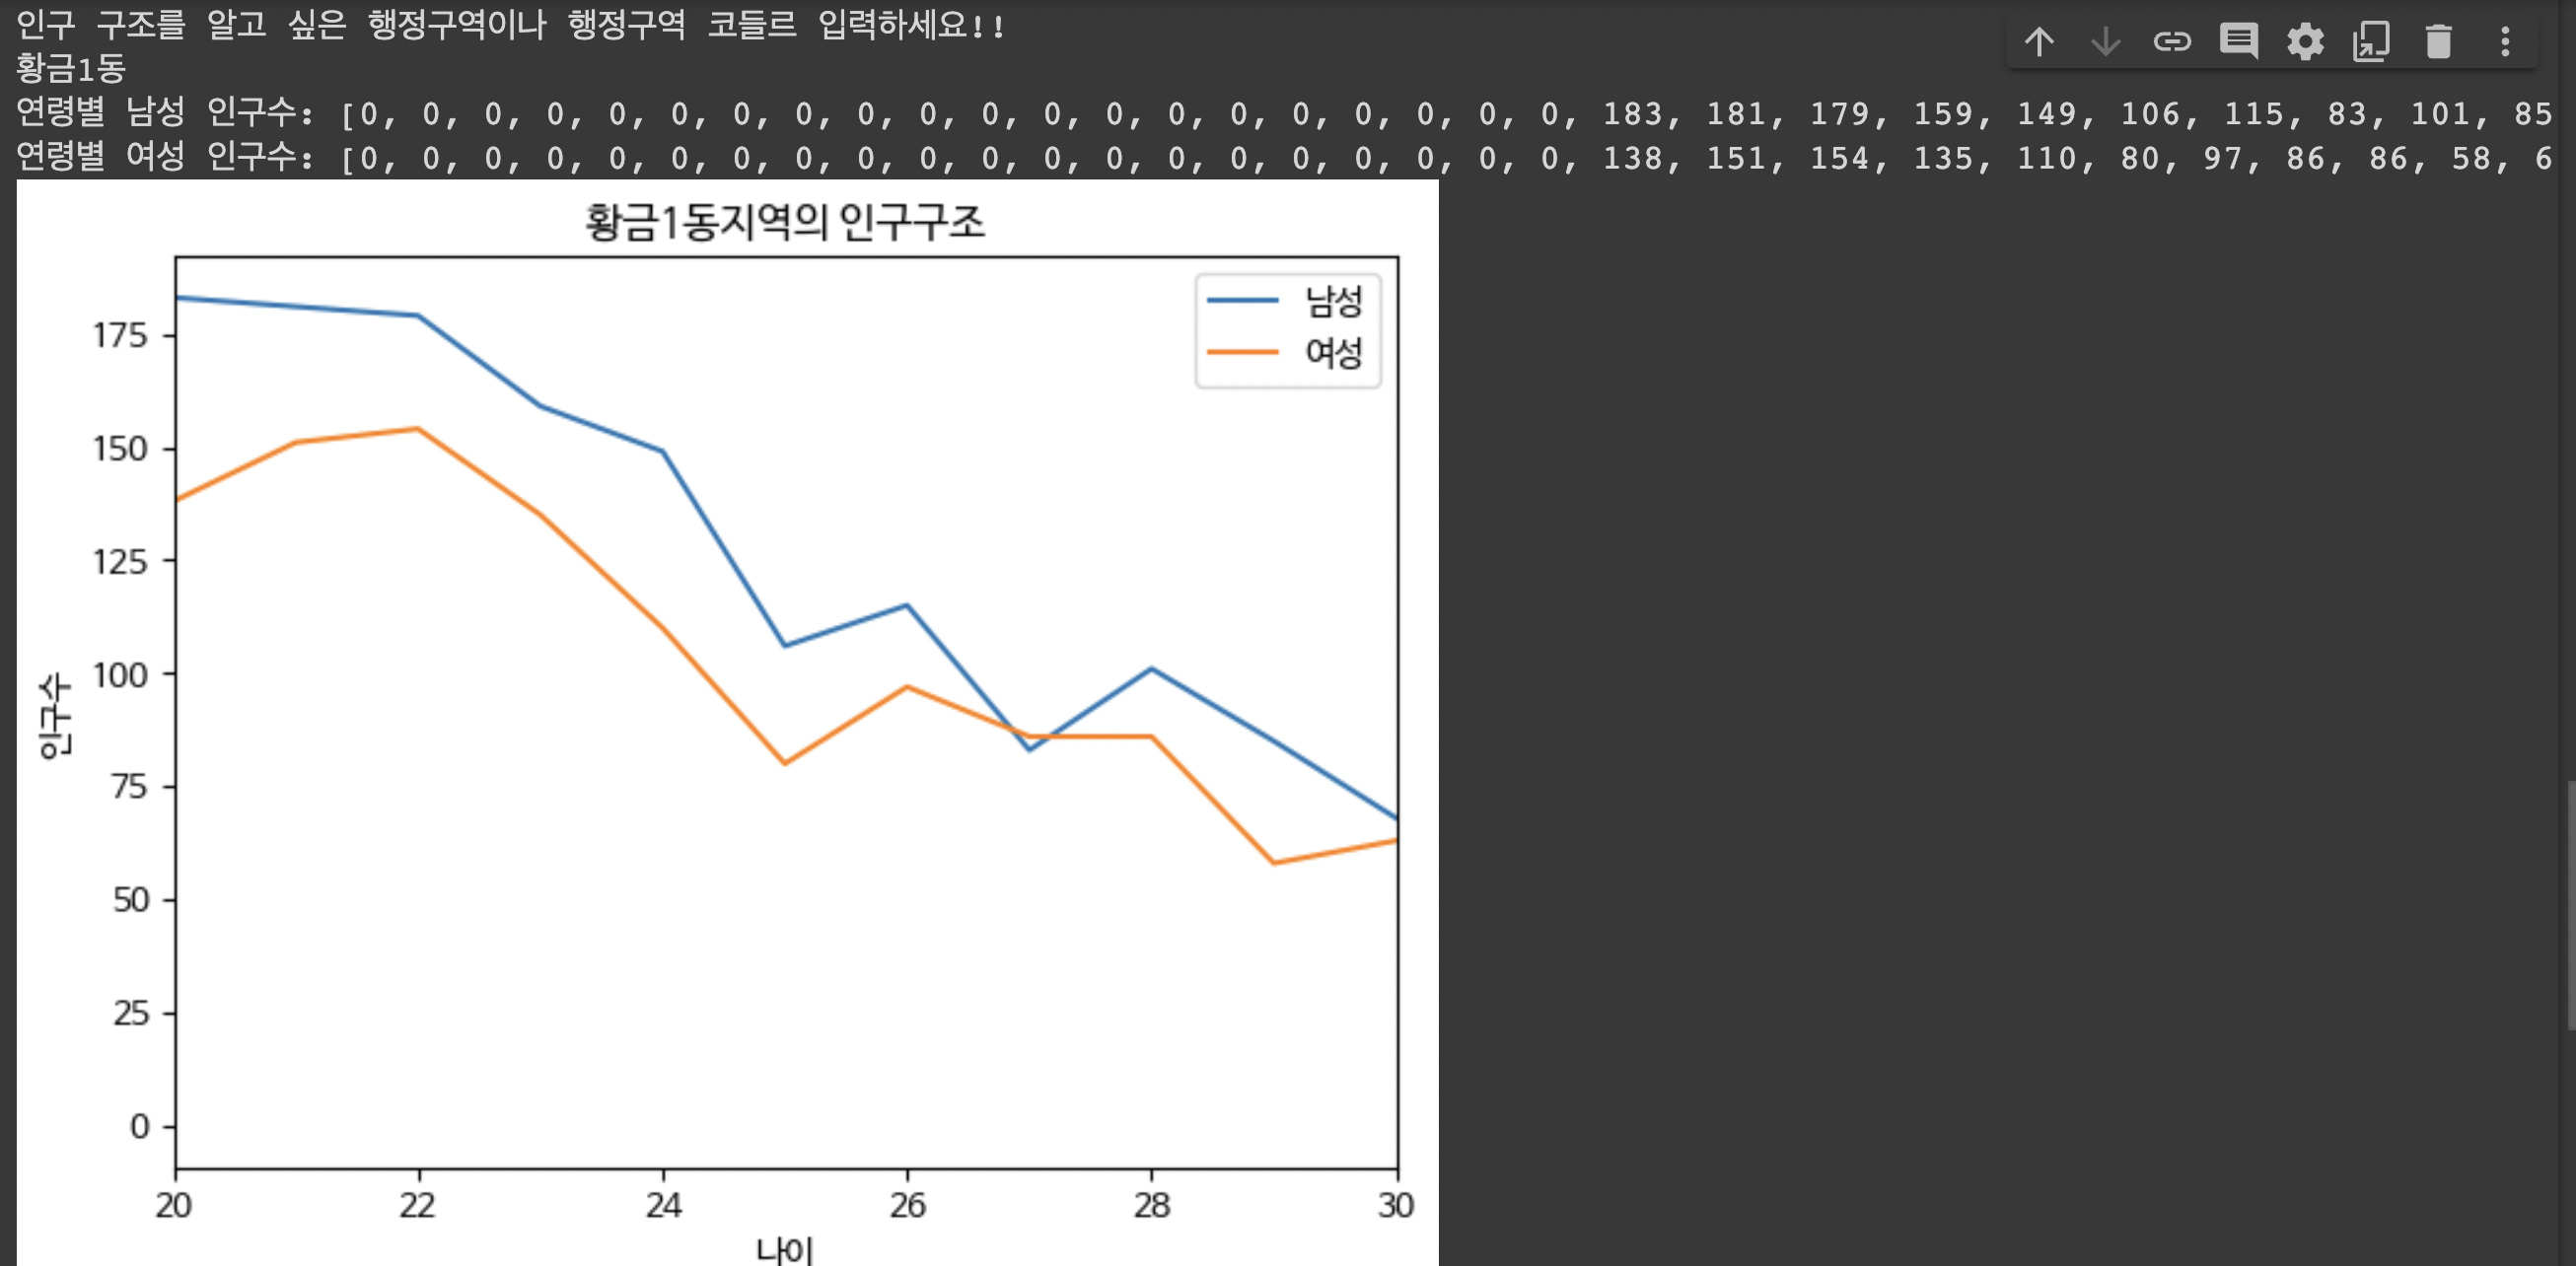 인구 구조를 알고 싶은 행정구역이나 행정구역 코들르 입력하세요!!
황금1동
연령별 남성 인구수: [0, 0, 0, 0, 0, 0, 0, 0, 0, 0, 0, 0, 0, 0, 0, 0, 0, 0, 0, 0, 183, 181, 179, 159, 149, 106, 115, 83, 101, 85
연령별 여성 인구수: [0, 0, 0, 0, 0, 0, 0, 0, 0, 0, 0, 0, 0, 0, 0, 0, 0, 0, 0, 0, 138, 151, 154, 135, 110, 80, 97, 86, 86, 58, 6
황금1동지역의 인구구조
남성
여성
175
150
125
100
75
50
25
0
인구수
20 22 24 26 28 30
나이